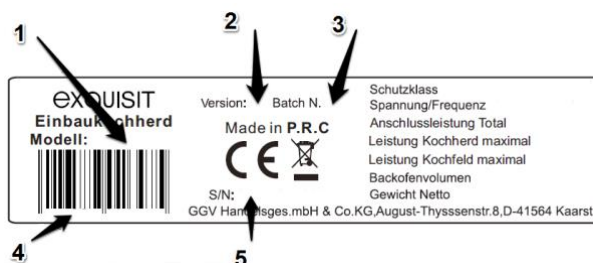 1 2 3
exquisit
Einbaukochherd
Modell:
Version: Batch N.
Made in P.R.C
CE
S/N:
Schutzklass
Spannung/Frequenz
Anschlussleistung Total
Leistung Kochherd maximal
Leistung Kochfeld maximal
Backofenvolumen
Gewicht Netto
GGV Handelsges.mbH & Co.KG,August-Thysssenstr.8,D-41564 Kaarst
4 5